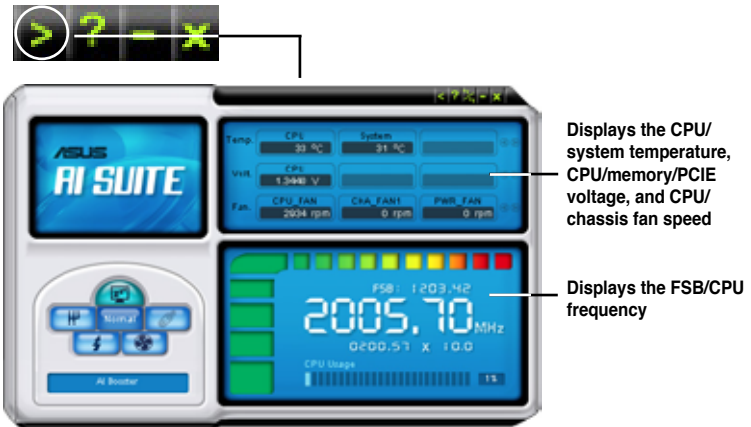 > ? - x
< ? - x
ASUS
AI SUITE
Temp.
CPU
System
33 °C
31 °C
Volt.
CPU
1.3448 V
Fan.
CPU_FAN
CHA_FAN1
PWR_FAN
2934 rpm
0 rpm
0 rpm
Normal
AI Booster
FSB: 1203.42
2005.70 MHz
0200.57 x 10.0
CPU Usage
1%
Displays the CPU/
system temperature,
CPU/memory/PCIE
voltage, and CPU/
chassis fan speed
Displays the FSB/CPU
frequency